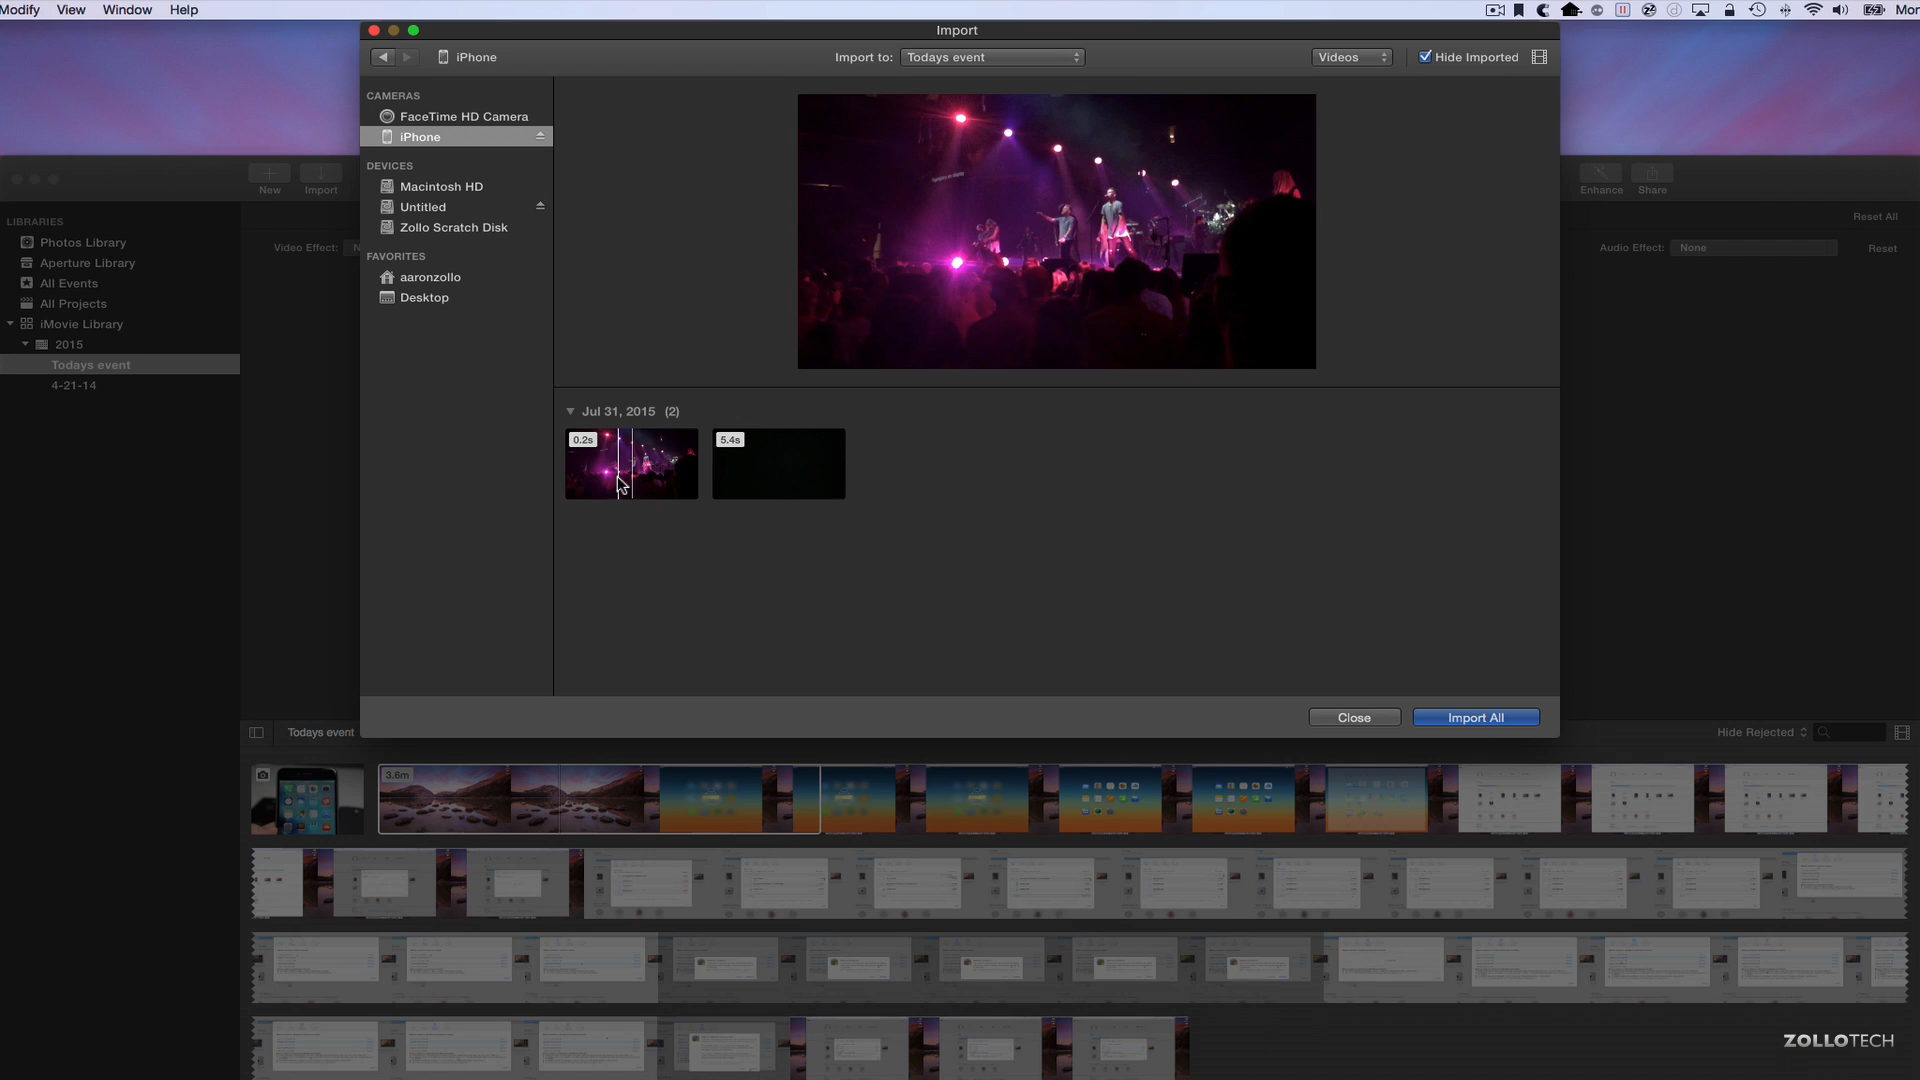 Modify View Window Help
Mon
Import
iPhone
Import to: Todays event
Videos
Hide Imported
CAMERAS
FaceTime HD Camera
iPhone
DEVICES
Macintosh HD
Untitled
Zollo Scratch Disk
FAVORITES
aaronzollo
Desktop
New Import
Enhance Share
LIBRARIES
Photos Library
Aperture Library
All Events
All Projects
iMovie Library
2015
Todays event
4-21-14
Video Effect:
Reset All
Audio Effect: None Reset
Jul 31, 2015 (2)
0.2s
5.4s
Close Import All
Todays event
Hide Rejected
3.6m
ZOLLOTECH